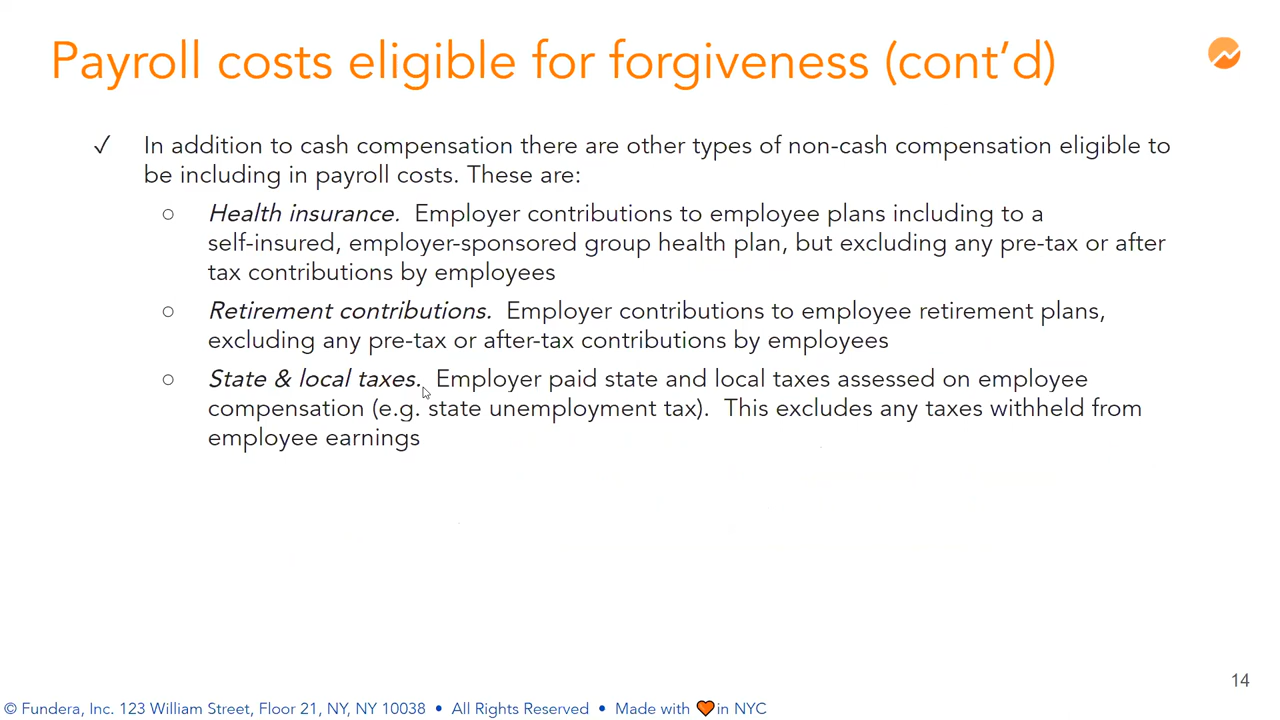 Payroll costs eligible for forgiveness (cont’d)
✓ In addition to cash compensation there are other types of non-cash compensation eligible to
be including in payroll costs. These are:
○ Health insurance. Employer contributions to employee plans including to a
self-insured, employer-sponsored group health plan, but excluding any pre-tax or after
tax contributions by employees
○ Retirement contributions. Employer contributions to employee retirement plans,
excluding any pre-tax or after-tax contributions by employees
○ State & local taxes. Employer paid state and local taxes assessed on employee
compensation (e.g. state unemployment tax). This excludes any taxes withheld from
employee earnings
14
© Fundera, Inc. 123 William Street, Floor 21, NY, NY 10038 • All Rights Reserved • Made with 🧡 in NYC